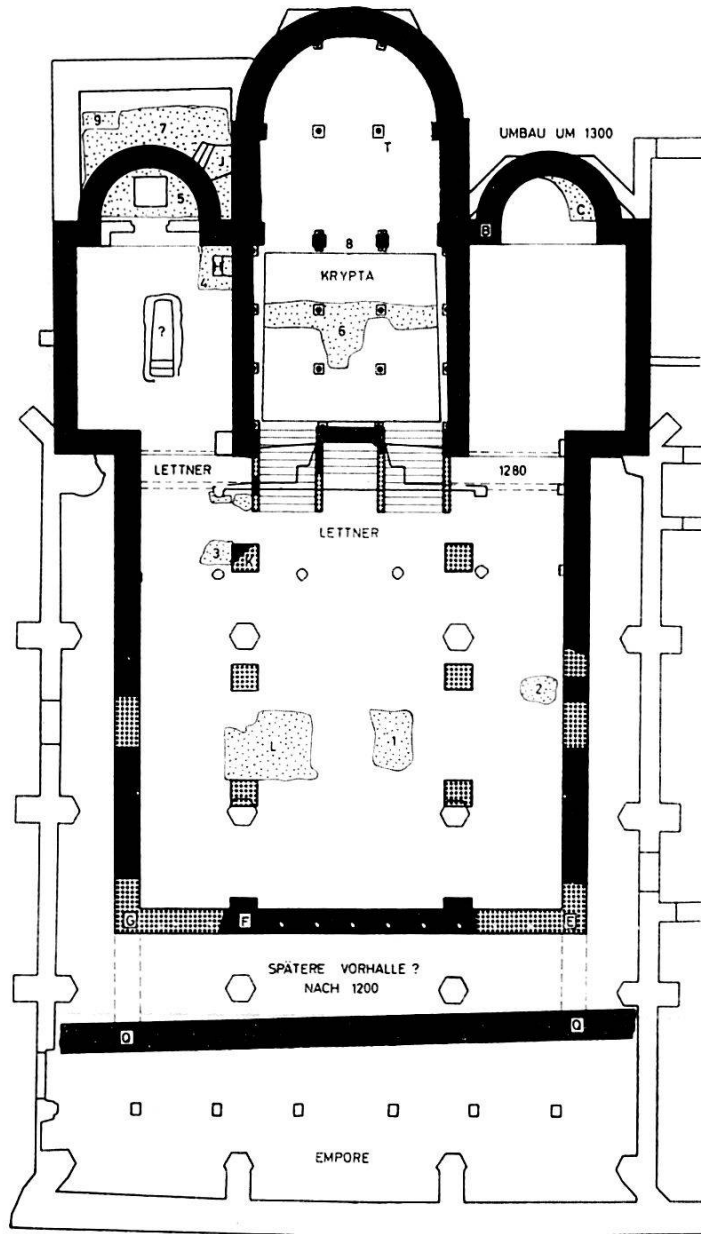 9
7
J
5
T
UMBAU UM 1300
C
B
8
H
4
KRYPTA
6
?
LETTNER
1280
LETTNER
3
K
2
L
1
G
F
E
SPÄTERE VORHALLE ?
NACH 1200
O
O
EMPORE